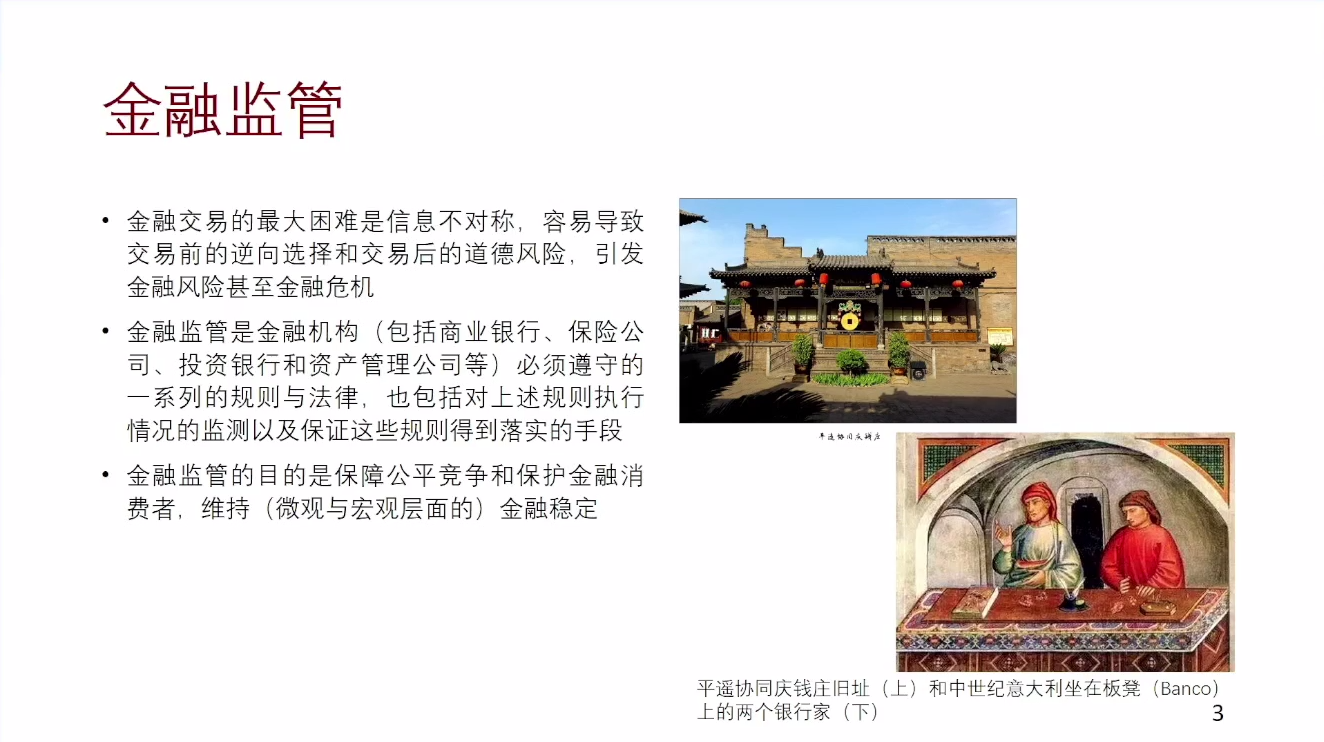 金融监管
• 金融交易的最大困难是信息不对称，容易导致
交易前的逆向选择和交易后的道德风险，引发
金融风险甚至金融危机
• 金融监管是金融机构（包括商业银行、保险公
司、投资银行和资产管理公司等）必须遵守的
一系列的规则与法律，也包括对上述规则执行
情况的监测以及保证这些规则得到落实的手段
• 金融监管的目的是保障公平竞争和保护金融消
费者，维持（微观与宏观层面的）金融稳定
平遥协同庆钱庄
平遥协同庆钱庄旧址（上）和中世纪意大利坐在板凳（Banco）
上的两个银行家（下）
3